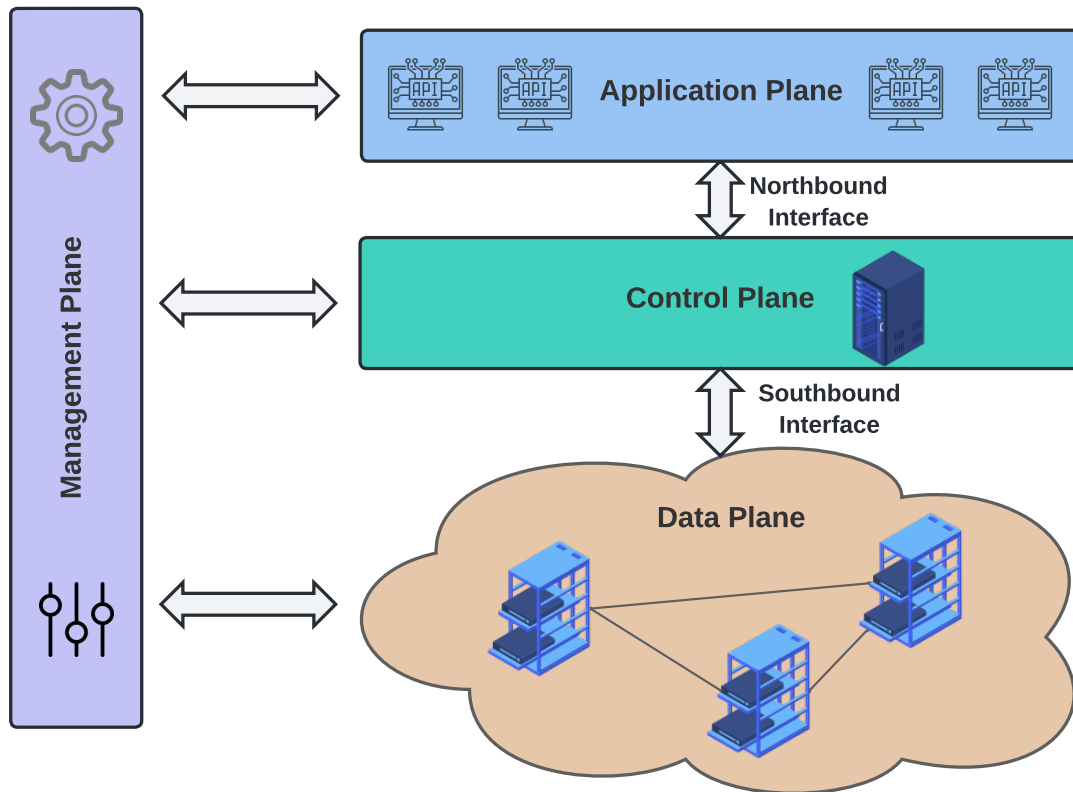 Management Plane
API
API
Application Plane
API
API
Northbound
Interface
Control Plane
Southbound
Interface
Data Plane